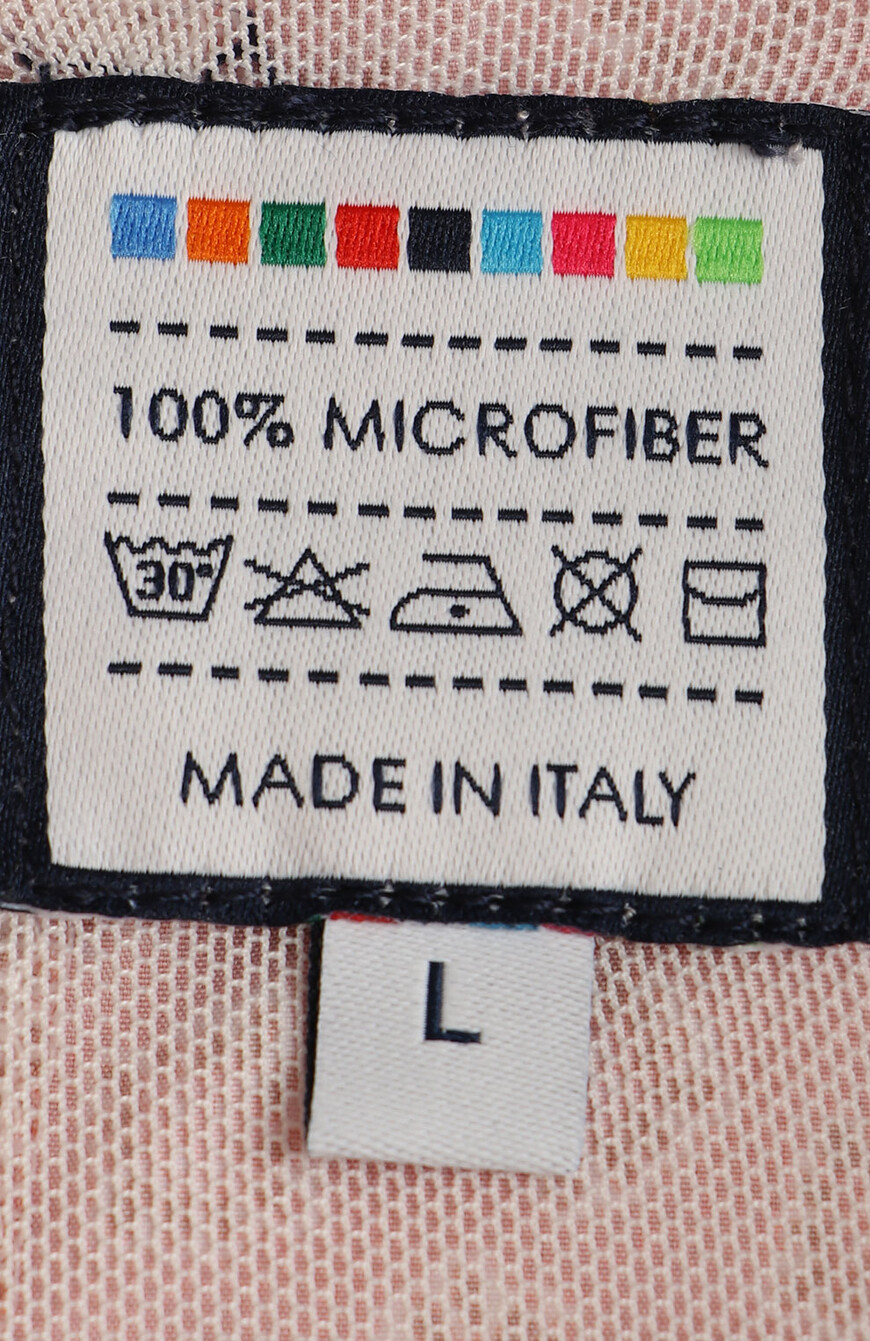 100% MICROFIBER
30°
MADE IN ITALY
L